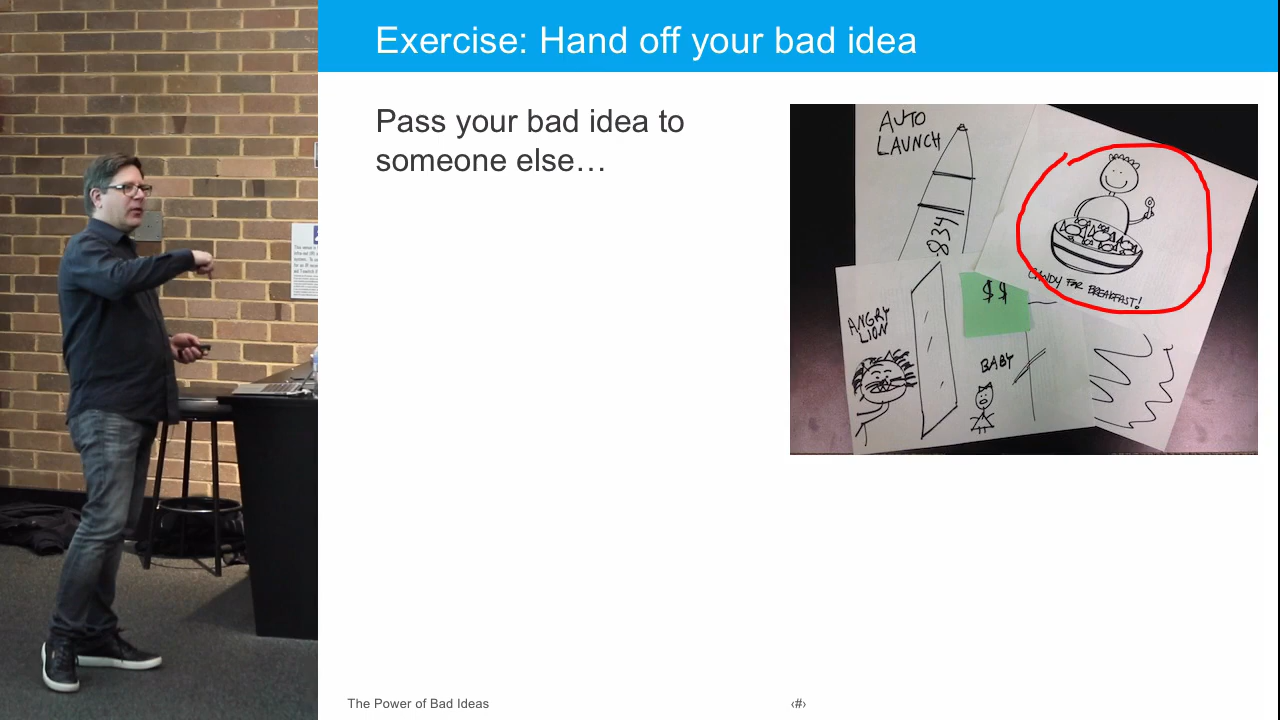 Exercise: Hand off your bad idea
Pass your bad idea to
someone else…
AUTO
LAUNCH
834
CANDY FOR BREAKFAST!
$$
ANGRY
LION
BABY
The Power of Bad Ideas
‹#›